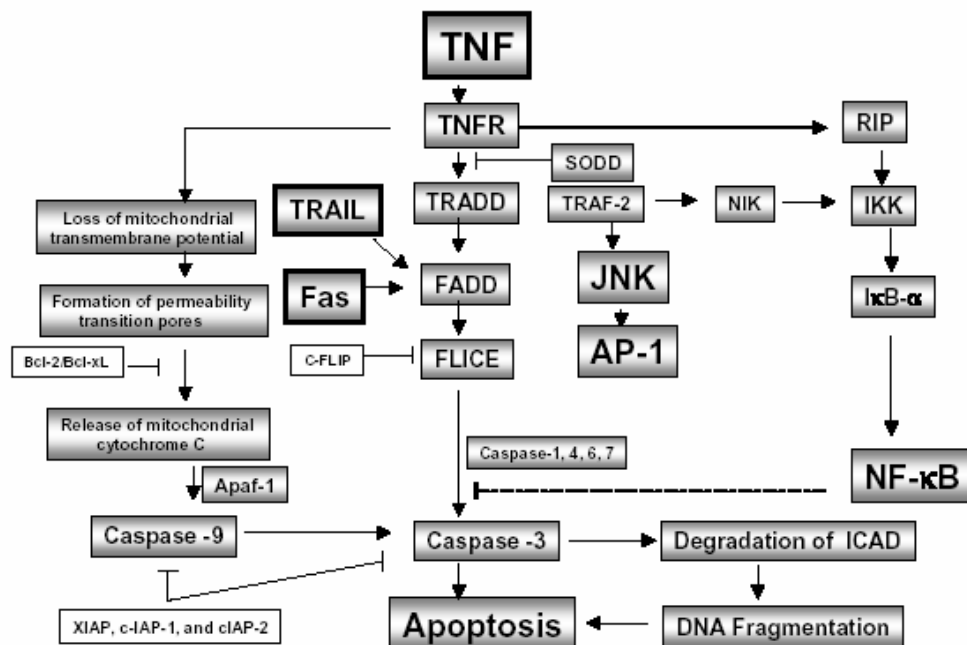 TNF
TNFR
RIP
SODD
TRAIL
TRADD
TRAF-2
NIK
IKK
Loss of mitochondrial
transmembrane potential
Fas
FADD
JNK
IκB-α
Formation of permeability
transition pores
Bcl-2/Bcl-xL
C-FLIP
FLICE
AP-1
Release of mitochondrial
cytochrome C
Caspase-1, 4, 6, 7
Apaf-1
NF-κB
Caspase -9
Caspase -3
Degradation of ICAD
XIAP, c-IAP-1, and cIAP-2
Apoptosis
DNA Fragmentation